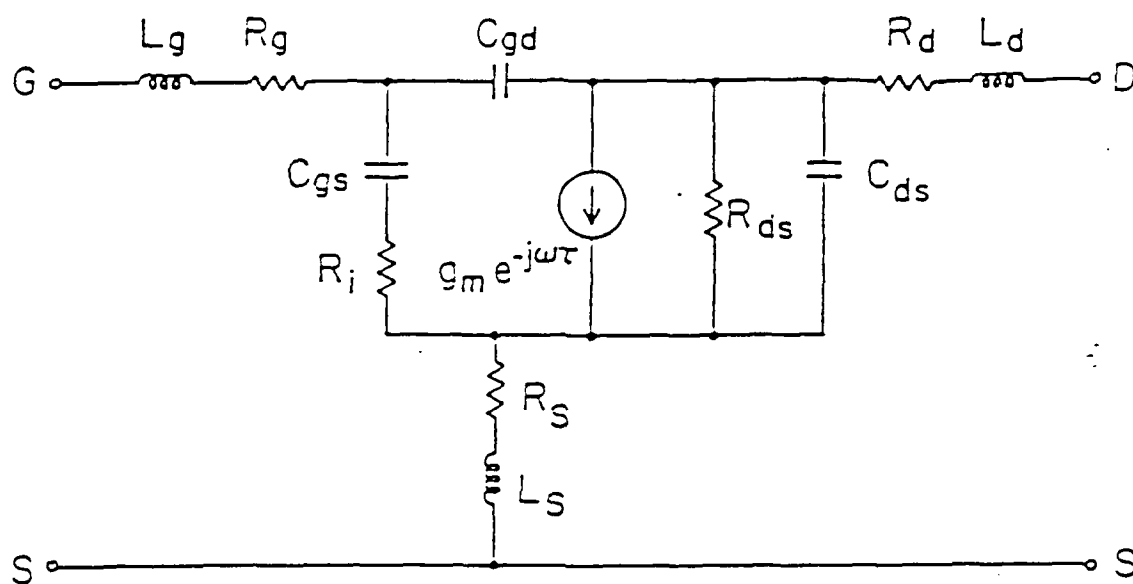 Lg Rg Cgd Rd Ld
G D
Cgs Cds
Rds
Ri gm e-jωτ
RS
LS
S S